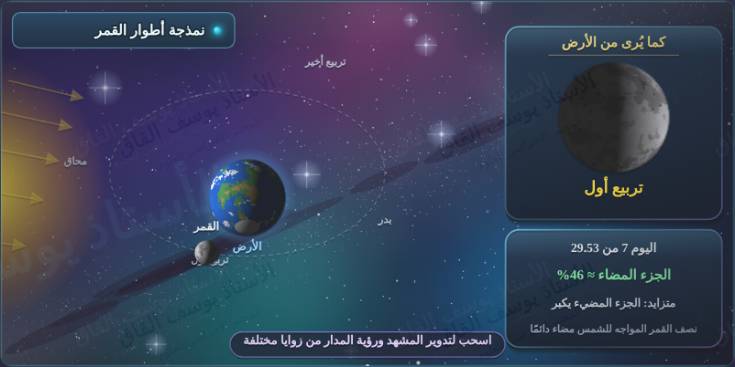 نمذجة أطوار القمر
كما يُرى من الأرض
تربيع أول
اليوم 7 من 29.53
الجزء المضاء ≈ 46%
متزايد: الجزء المضيء يكبر
نصف القمر المواجه للشمس مضاء دائمًا
تربيع أخير
محاق
بدر
القمر
الأرض
اسحب لتدوير المشهد ورؤية المدار من زوايا مختلفة
الأستاذ يوسف